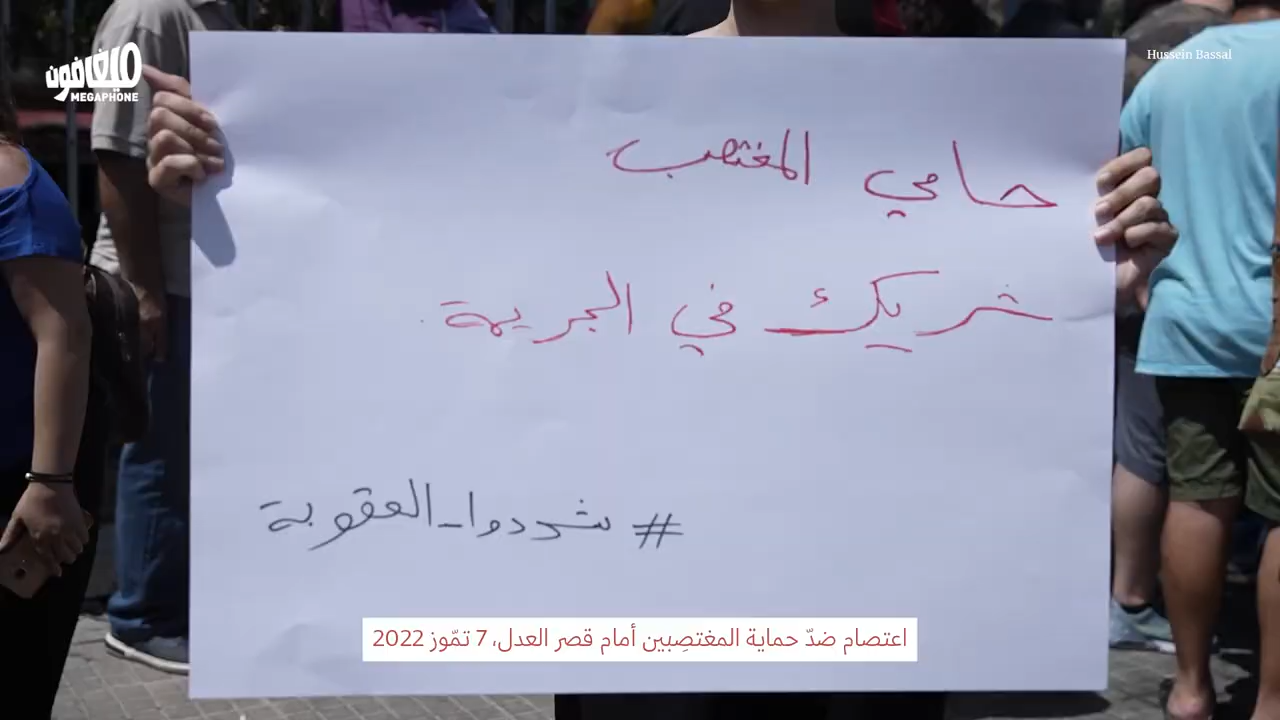 ميغافون
MEGAPHONE
Hussein Bassal
حامي المغتصب
شريك في الجريمة
#شددوا_العقوبة
اعتصام ضدّ حماية المغتصِبين أمام قصر العدل، 7 تمّوز 2022